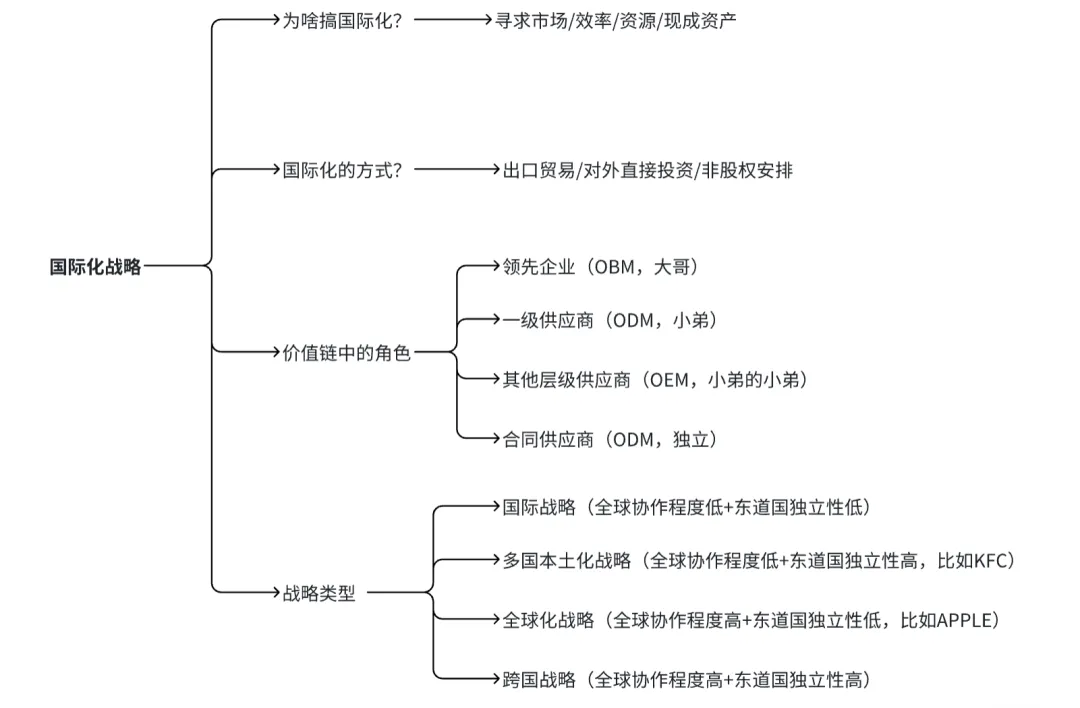 为啥搞国际化？
寻求市场/效率/资源/现成资产
国际化的方式？
出口贸易/对外直接投资/非股权安排
国际化战略
价值链中的角色
领先企业（OBM，大哥）
一级供应商（ODM，小弟）
其他层级供应商（OEM，小弟的小弟）
合同供应商（ODM，独立）
战略类型
国际战略（全球协作程度低+东道国独立性低）
多国本土化战略（全球协作程度低+东道国独立性高，比如KFC）
全球化战略（全球协作程度高+东道国独立性低，比如APPLE）
跨国战略（全球协作程度高+东道国独立性高）